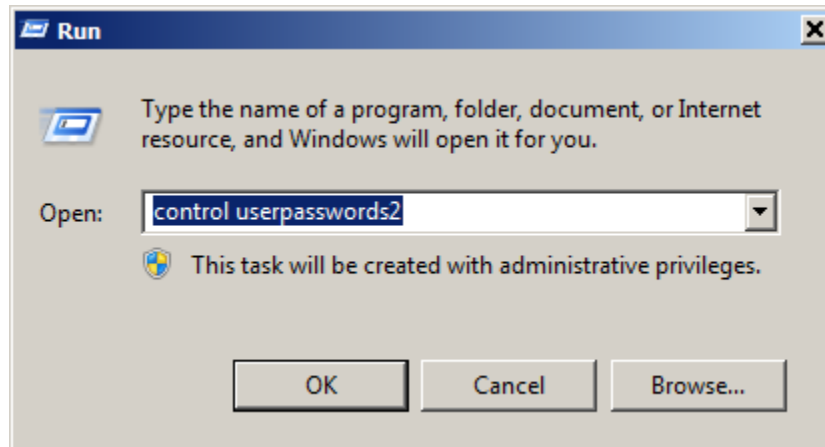 Run
Type the name of a program, folder, document, or Internet
resource, and Windows will open it for you.
Open: control userpasswords2
This task will be created with administrative privileges.
OK Cancel Browse...